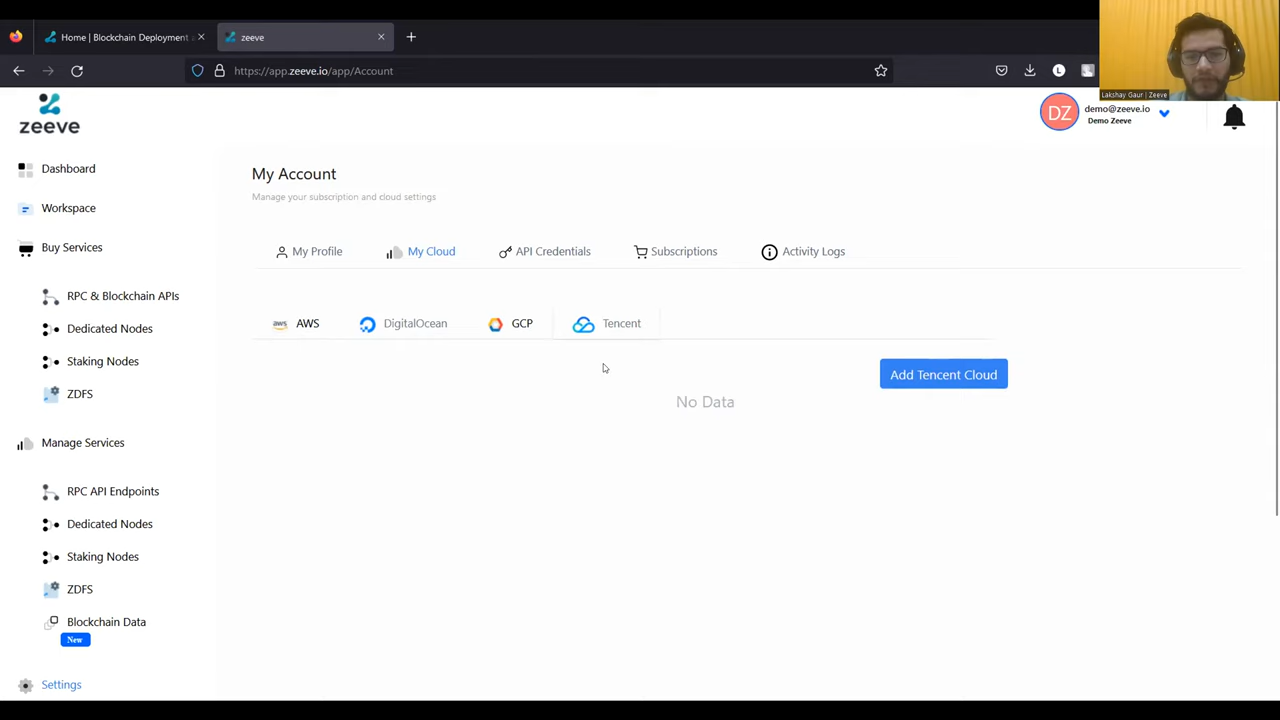 Home | Blockchain Deployment
zeeve
https://app.zeeve.io/app/Account
L
Lakshay Gaur | Zeeve
zeeve
DZ
demo@zeeve.io
Demo Zeeve
Dashboard
Workspace
Buy Services
RPC & Blockchain APIs
Dedicated Nodes
Staking Nodes
ZDFS
Manage Services
RPC API Endpoints
Dedicated Nodes
Staking Nodes
ZDFS
Blockchain Data
New
Settings
My Account
Manage your subscription and cloud settings
My Profile
My Cloud
API Credentials
Subscriptions
Activity Logs
aws AWS
DigitalOcean
GCP
Tencent
Add Tencent Cloud
No Data